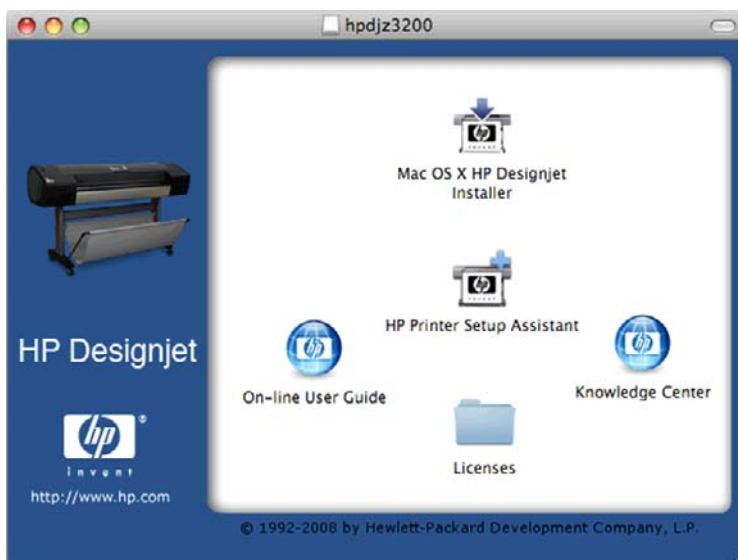 hpdjz3200
Mac OS X HP Designjet
Installer
HP Printer Setup Assistant
On-line User Guide
Knowledge Center
Licenses
HP Designjet
hp
®
invent
http://www.hp.com
© 1992-2008 by Hewlett-Packard Development Company, L.P.